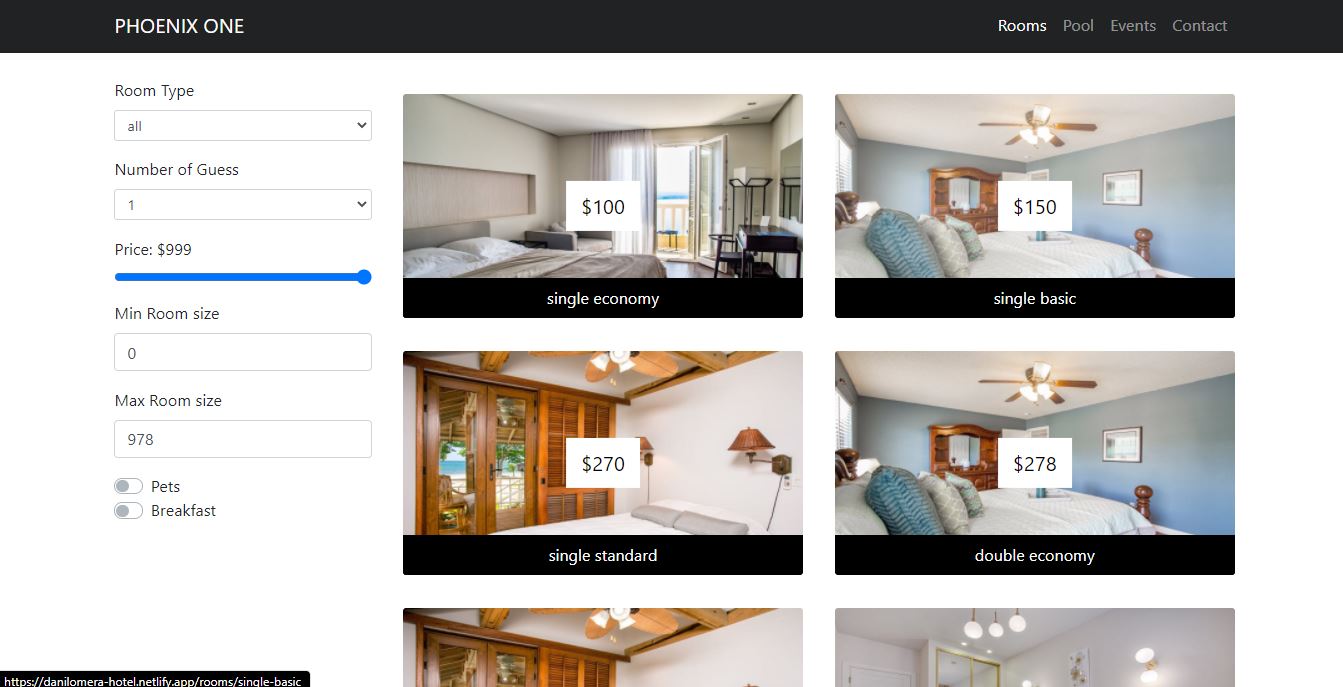 PHOENIX ONE
Rooms Pool Events Contact
Room Type
all
Number of Guess
1
Price: $999
Min Room size
0
Max Room size
978
Pets
Breakfast
$100
single economy
$150
single basic
$270
single standard
$278
double economy
https://danilomera-hotel.netlify.app/rooms/single-basic